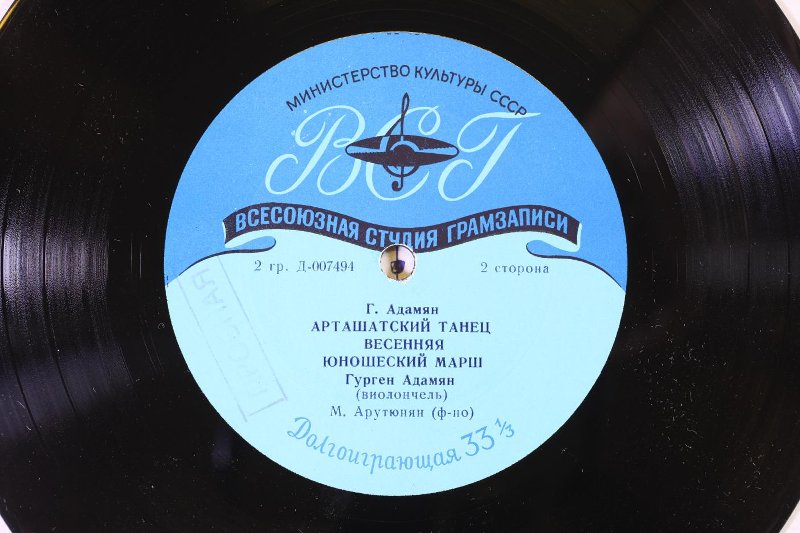 МИНИСТЕРСТВО КУЛЬТУРЫ СССР
ВСГ
ВСЕСОЮЗНАЯ СТУДИЯ ГРАМЗАПИСИ
2 гр. Д-007494 2 сторона
Г. Адамян
АРТАШАТСКИЙ ТАНЕЦ
ВЕСЕННЯЯ
ЮНОШЕСКИЙ МАРШ
Гурген Адамян
(виолончель)
М. Арутюнян (ф-но)
Долгоиграющая 33 1/3